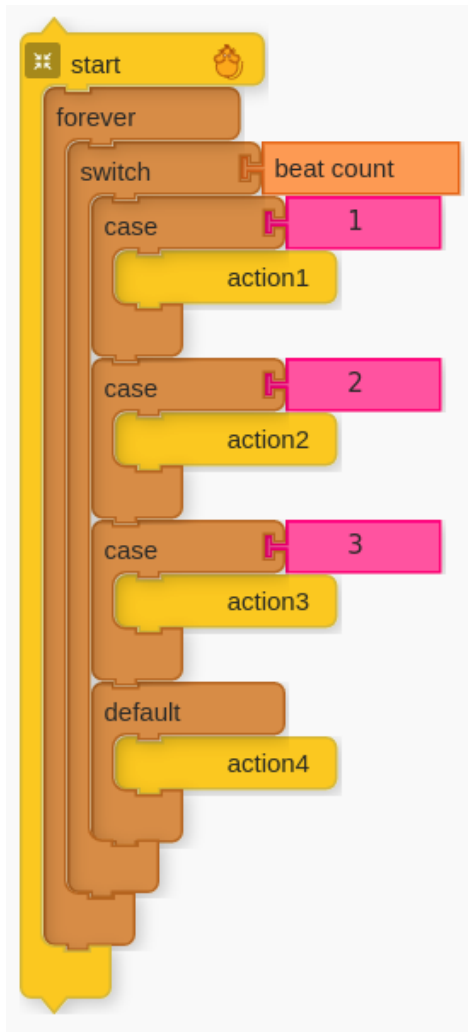 start
forever
switch beat count
case 1
action1
case 2
action2
case 3
action3
default
action4